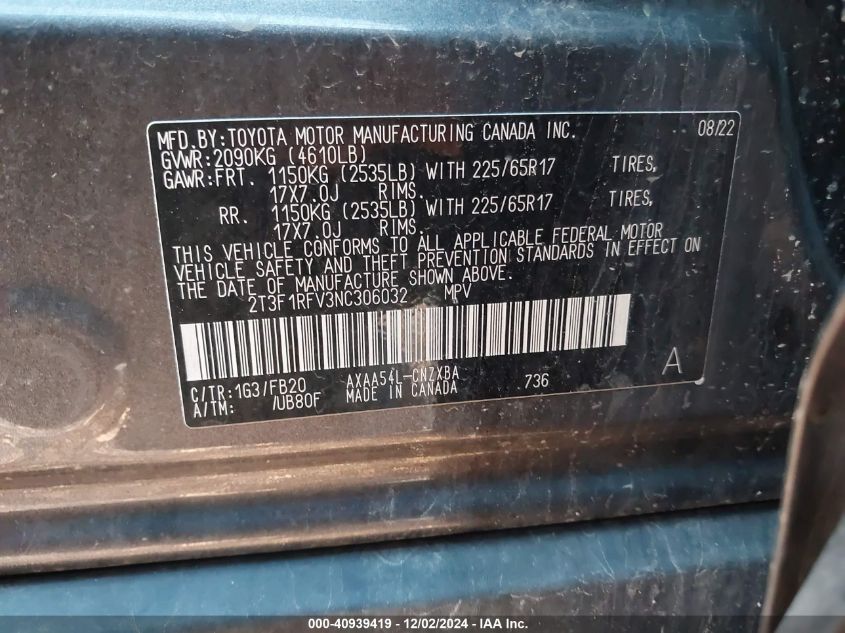 MFD.BY:TOYOTA MOTOR MANUFACTURING CANADA INC. 08/22
GVWR:2090KG (4610LB)
GAWR:FRT. 1150KG (2535LB) WITH 225/65R17 TIRES,
17X7.0J RIMS.
RR. 1150KG (2535LB) WITH 225/65R17 TIRES,
17X7.0J RIMS.
THIS VEHICLE CONFORMS TO ALL APPLICABLE FEDERAL MOTOR
VEHICLE SAFETY AND THEFT PREVENTION STANDARDS IN EFFECT ON
THE DATE OF MANUFACTURE SHOWN ABOVE.
2T3F1RFV3NC306032 MPV
C/TR:1G3/FB20 AXAA54L-CNZXBA 736 A
A/TM: /UB80F MADE IN CANADA
000-40939419 - 12/02/2024 - IAA Inc.